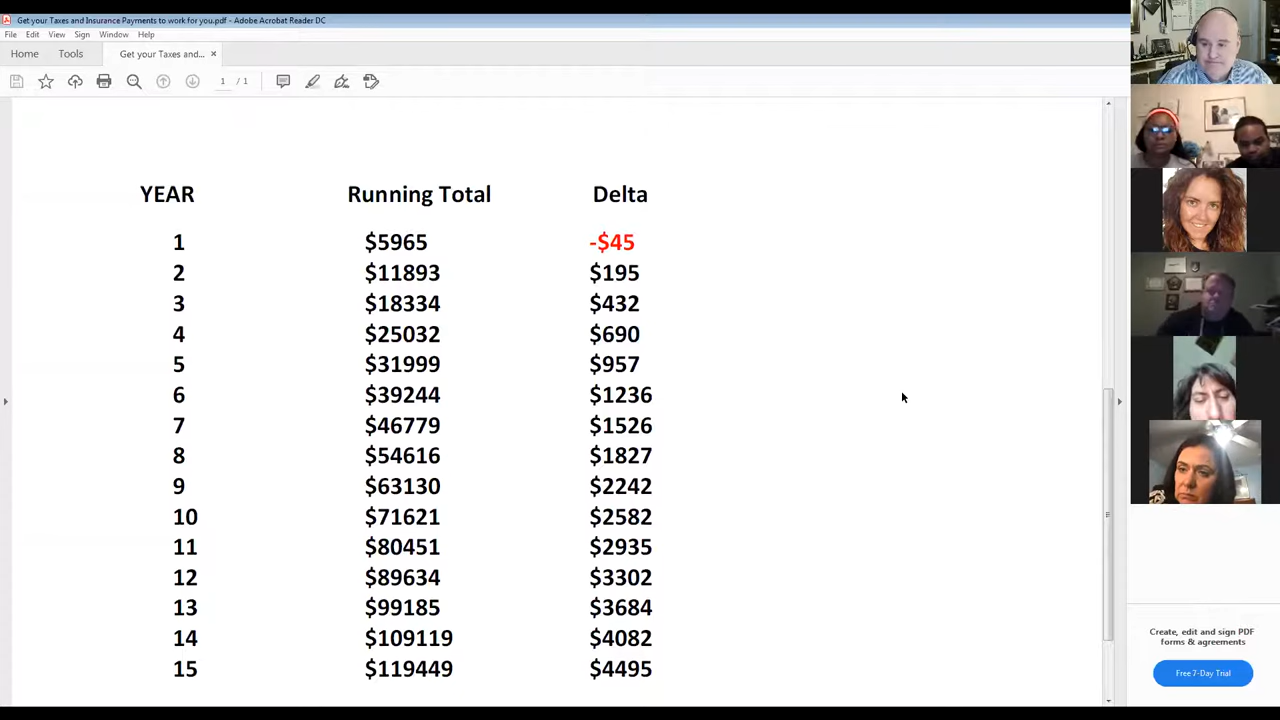 Get your Taxes and Insurance Payments to work for you.pdf - Adobe Acrobat Reader DC
File Edit View Sign Window Help
Home Tools Get your Taxes and... ×
1 / 1
YEAR Running Total Delta
1 $5965 -$45
2 $11893 $195
3 $18334 $432
4 $25032 $690
5 $31999 $957
6 $39244 $1236
7 $46779 $1526
8 $54616 $1827
9 $63130 $2242
10 $71621 $2582
11 $80451 $2935
12 $89634 $3302
13 $99185 $3684
14 $109119 $4082
15 $119449 $4495
Create, edit and sign PDF
forms & agreements
Free 7-Day Trial